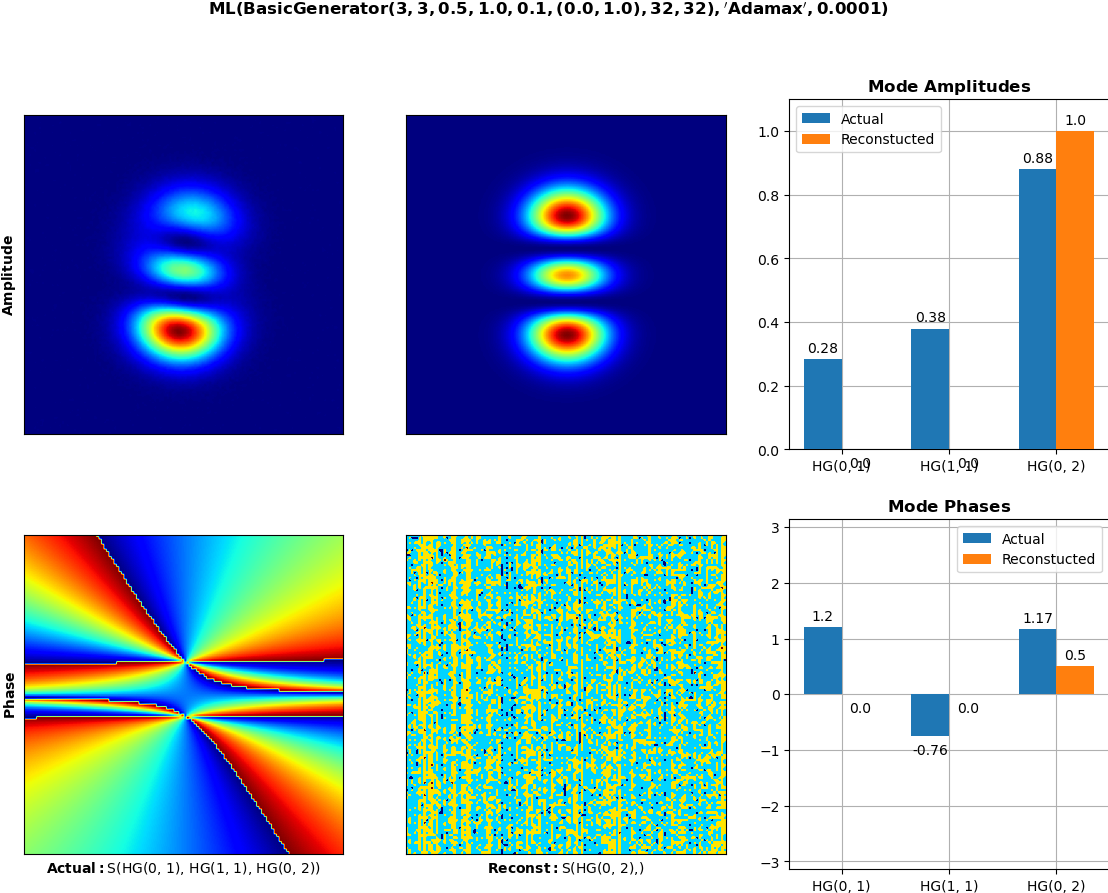 ML(BasicGenerator(3, 3, 0.5, 1.0, 0.1, (0.0, 1.0), 32, 32), ′Adamax′, 0.0001)
Amplitude
Mode Amplitudes
Actual
Reconstucted
1.0
0.8
0.6
0.4
0.2
0.0
0.28
0.0
0.38
0.0
0.88
1.0
HG(0, 1)
HG(1, 1)
HG(0, 2)
Phase
Actual: S(HG(0, 1), HG(1, 1), HG(0, 2))
Reconst: S(HG(0, 2),)
Mode Phases
Actual
Reconstucted
3
2
1
0
−1
−2
−3
1.2
0.0
-0.76
0.0
1.17
0.5
HG(0, 1)
HG(1, 1)
HG(0, 2)